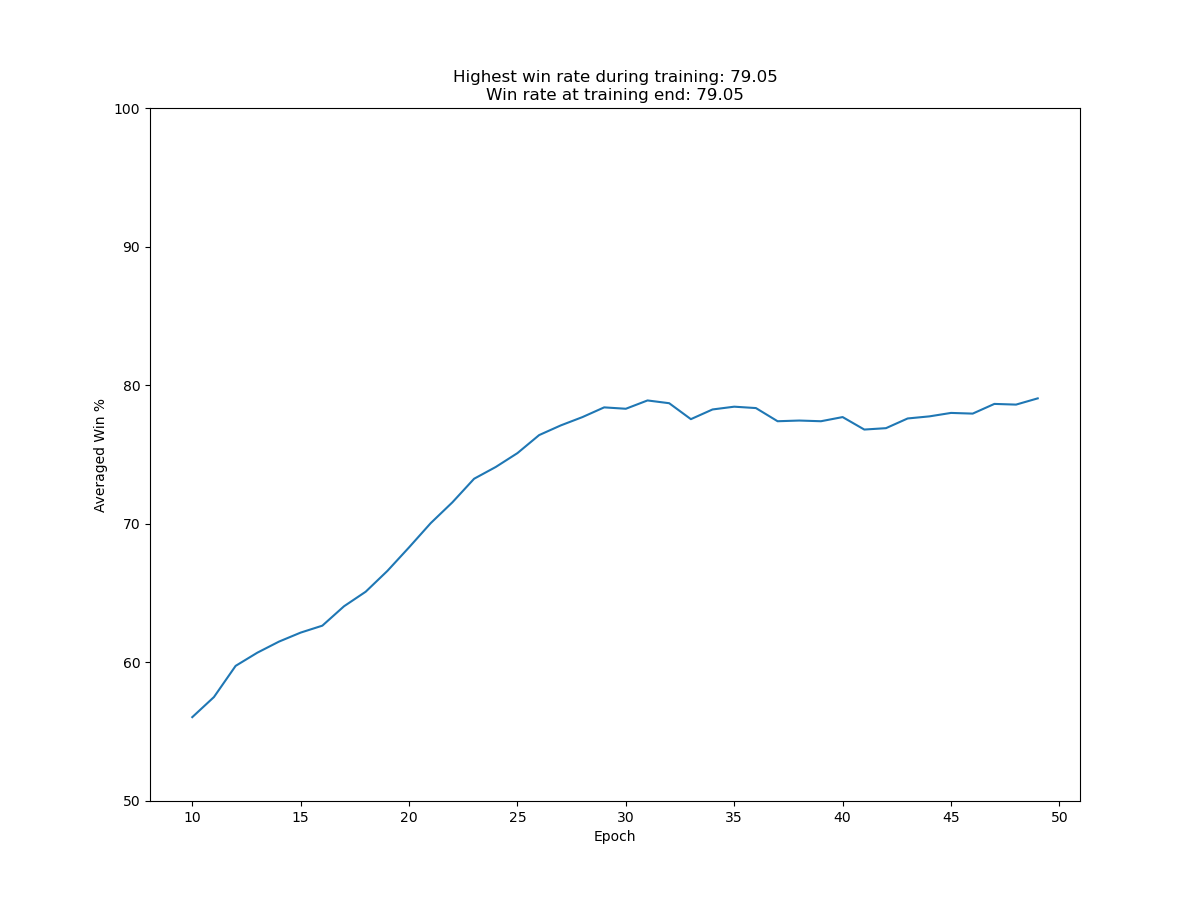 Highest win rate during training: 79.05
Win rate at training end: 79.05
100
90
80
70
60
50
Averaged Win %
10 15 20 25 30 35 40 45 50
Epoch